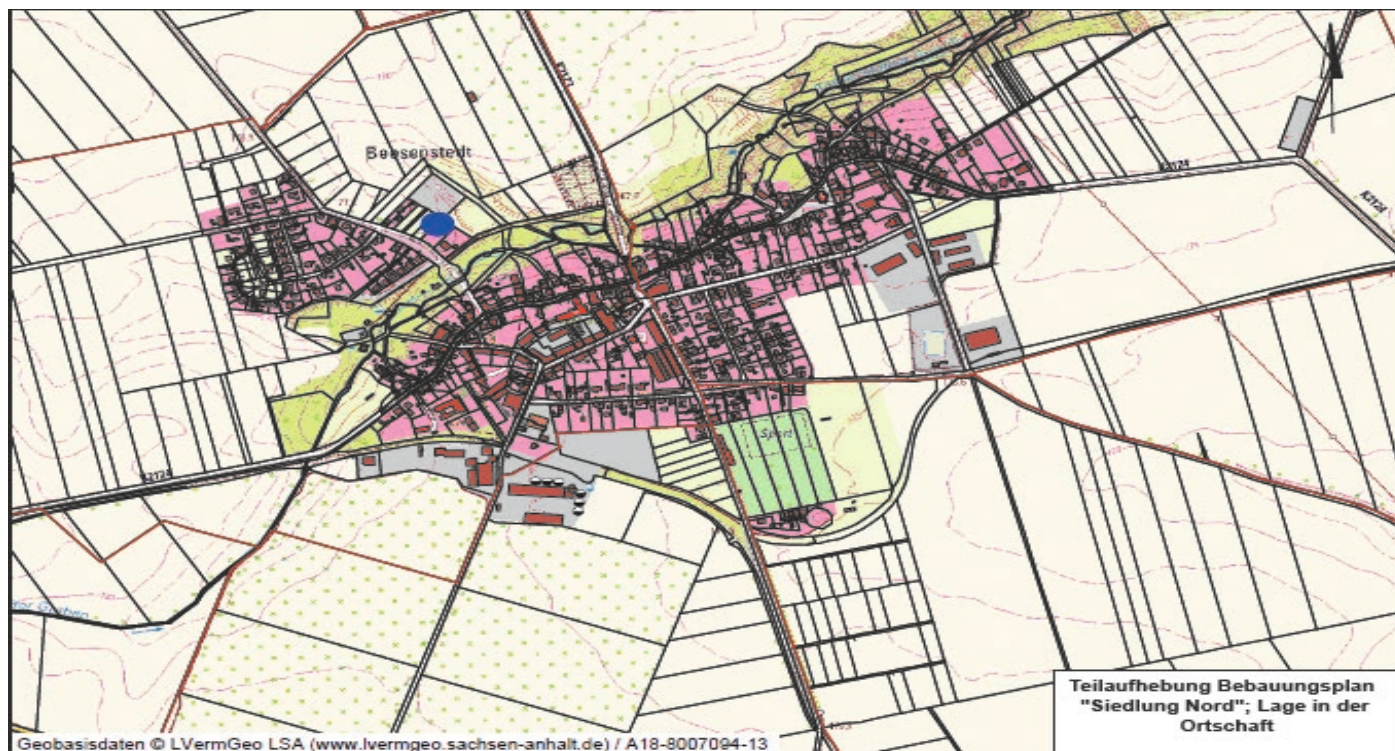 K2171
Beesenstedt
K2124
K2124
Sport
K2124
Teilaufhebung Bebauungsplan
"Siedlung Nord"; Lage in der
Ortschaft
Geobasisdaten © LVermGeo LSA (www.lvermgeo.sachsen-anhalt.de) / A18-8007094-13